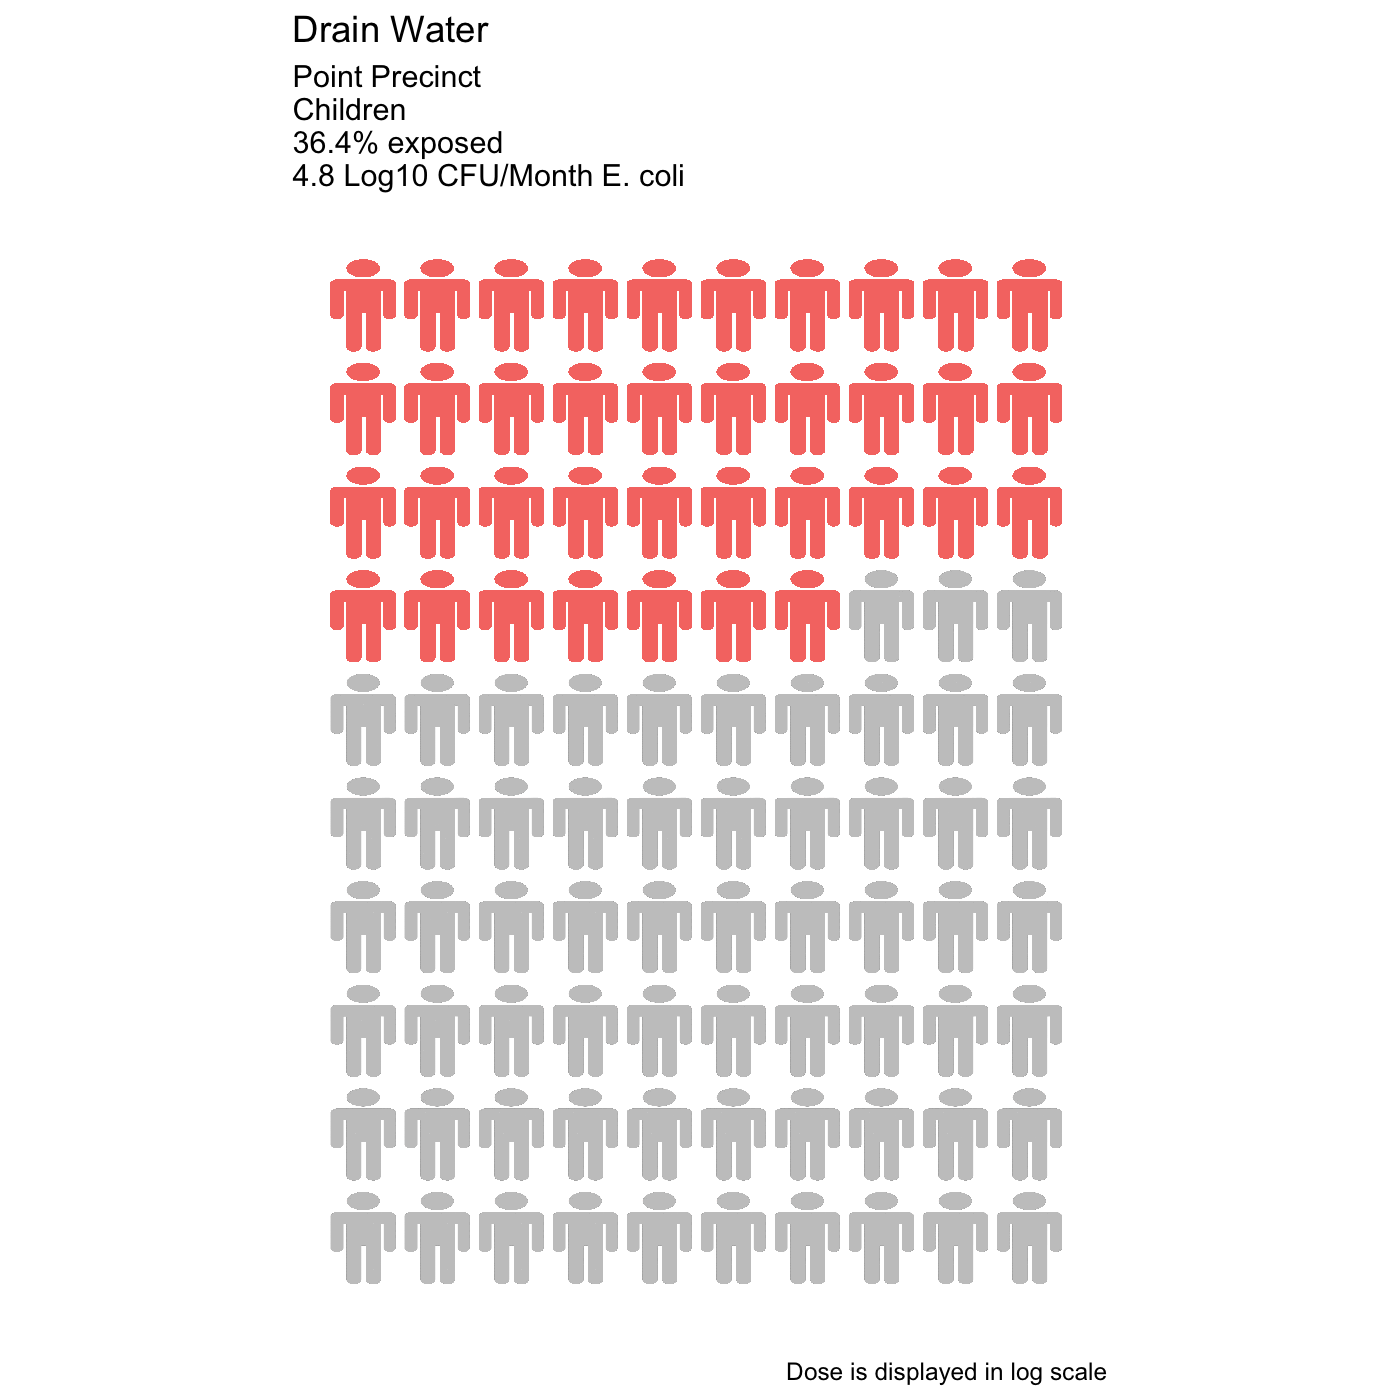 Drain Water
Point Precinct
Children
36.4% exposed
4.8 Log10 CFU/Month E. coli
Dose is displayed in log scale